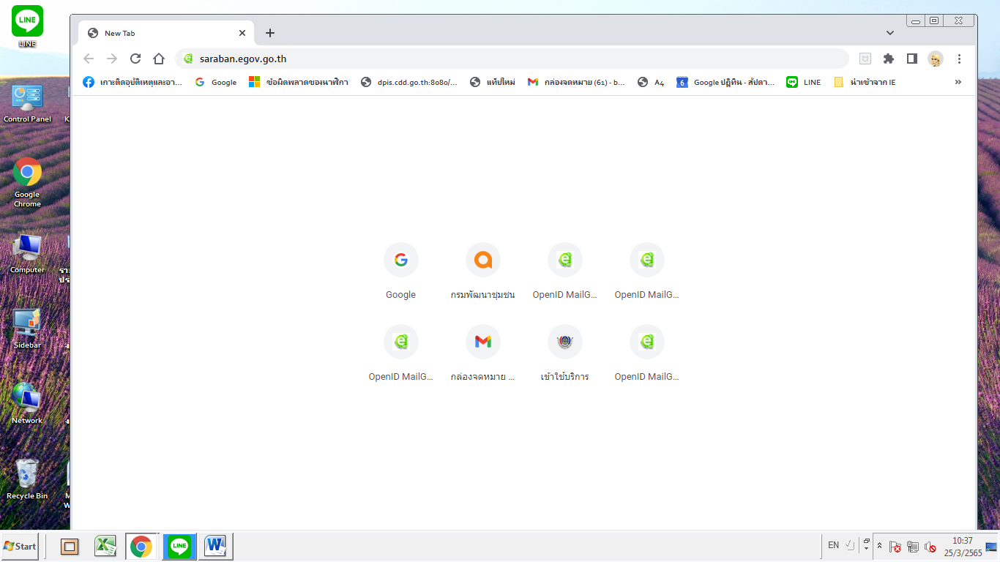 LINE
LINE
New Tab
saraban.egov.go.th
เกาะติดอุบัติเหตุและอา...
Google
ข้อผิดพลาดของนาฬิกา
dpis.cdd.go.th:8080/...
แท็บใหม่
กล่องจดหมาย (61) - b...
A4
6
Google ปฏิทิน - สัปดา...
LINE
นำเข้าจาก IE
Control Panel
K
Google
Chrome
Computer
Sidebar
Network
Recycle Bin
M
W
Google
กรมพัฒนาชุมชน
OpenID MailG...
OpenID MailG...
OpenID MailG...
กล่องจดหมาย ...
เข้าใช้บริการ
OpenID MailG...
Start
LINE
EN
10:37
25/3/2565